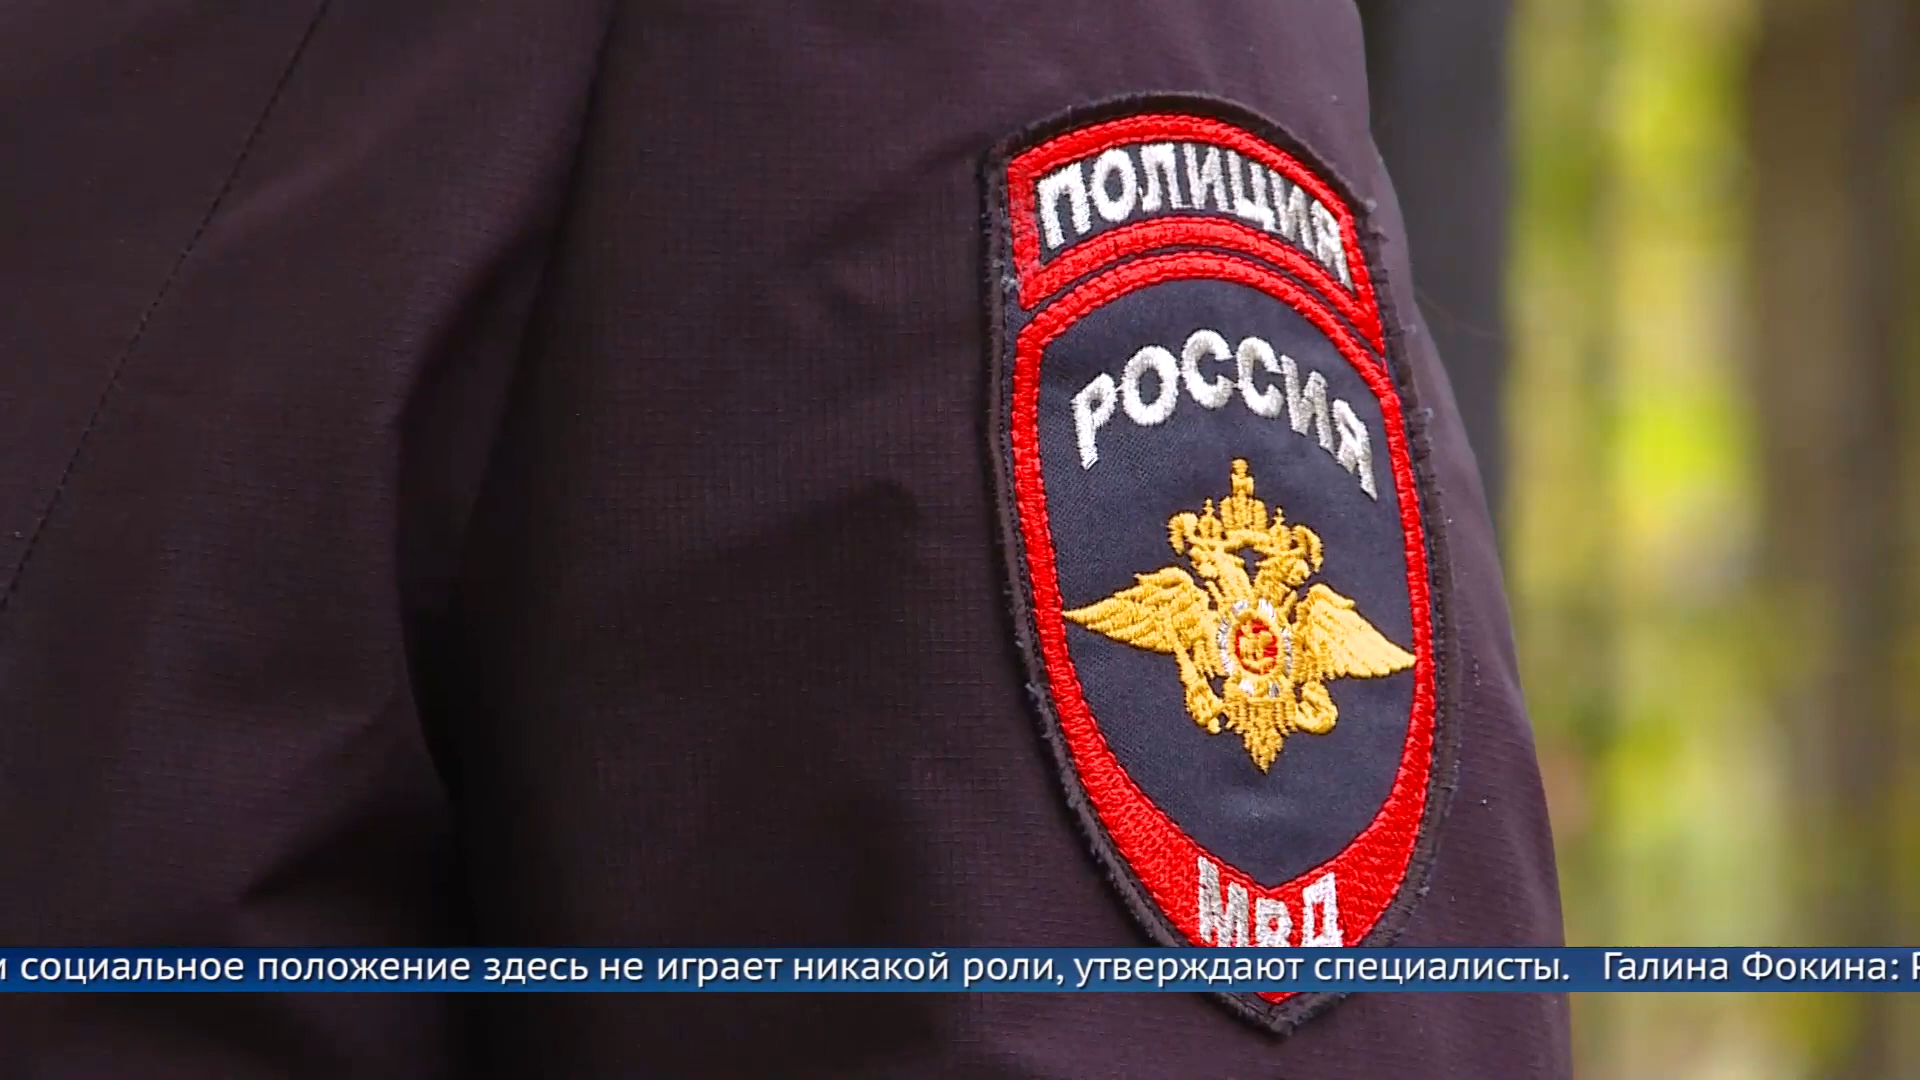 ПОЛИЦИЯ
РОССИЯ
МВД
и социальное положение здесь не играет никакой роли, утверждают специалисты. Галина Фокина: